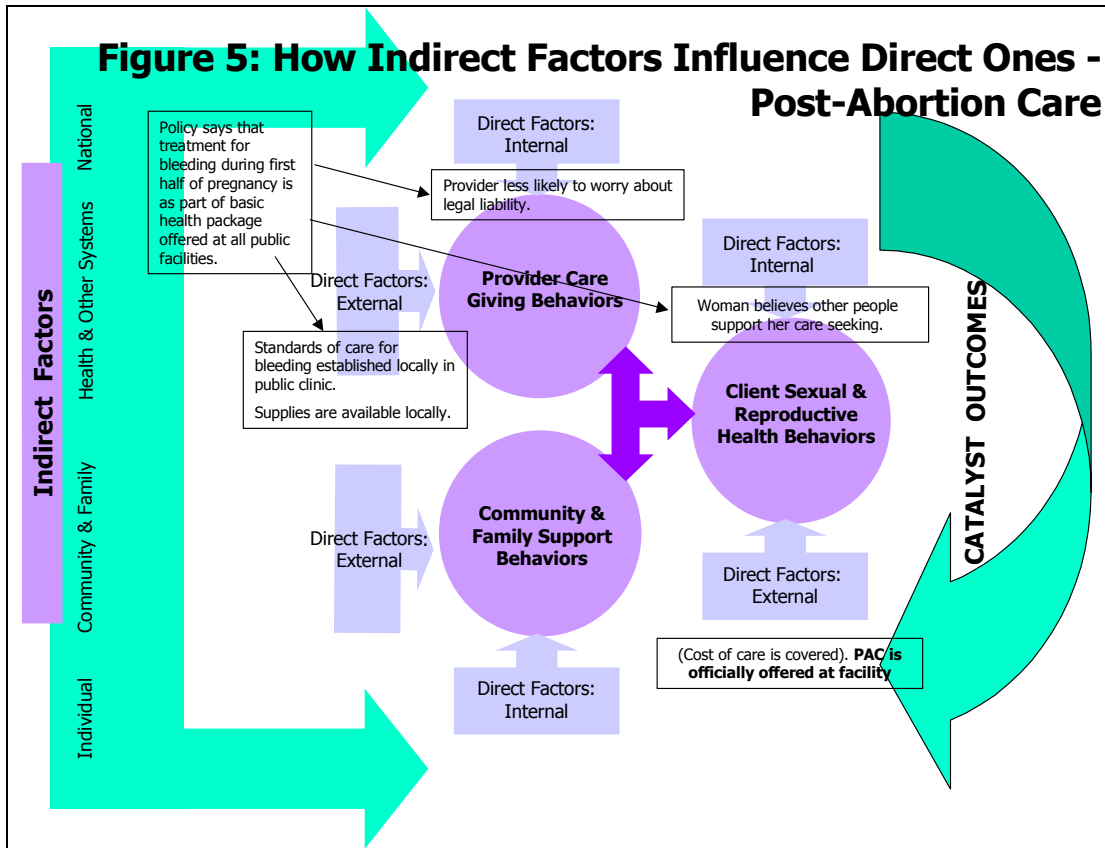 Figure 5: How Indirect Factors Influence Direct Ones -
Post-Abortion Care
Indirect Factors
National
Health & Other Systems
Community & Family
Individual
Policy says that
treatment for
bleeding during first
half of pregnancy is
as part of basic
health package
offered at all public
facilities.
Direct Factors:
Internal
Provider less likely to worry about
legal liability.
Direct Factors:
External
Provider Care
Giving Behaviors
Direct Factors:
Internal
Woman believes other people
support her care seeking.
Standards of care for
bleeding established locally in
public clinic.
Supplies are available locally.
Client Sexual &
Reproductive
Health Behaviors
CATALYST OUTCOMES
Direct Factors:
External
Community &
Family Support
Behaviors
Direct Factors:
External
(Cost of care is covered). PAC is
officially offered at facility
Direct Factors:
Internal